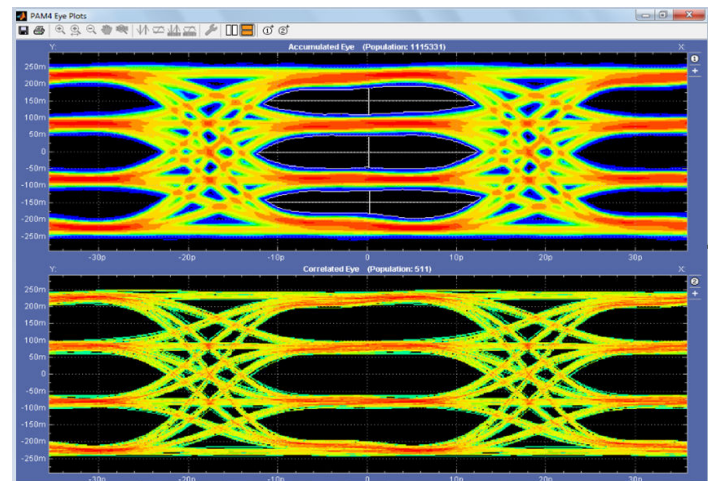 PAM4 Eye Plots
Y: Accumulated Eye (Population: 1115331) X
1
+
250m
200m
150m
100m
50m
0
-50m
-100m
-150m
-200m
-250m
-30p -20p -10p 0 10p 20p 30p
Y: Correlated Eye (Population: 511) X
2
+
250m
200m
150m
100m
50m
0
-50m
-100m
-150m
-200m
-250m
-30p -20p -10p 0 10p 20p 30p